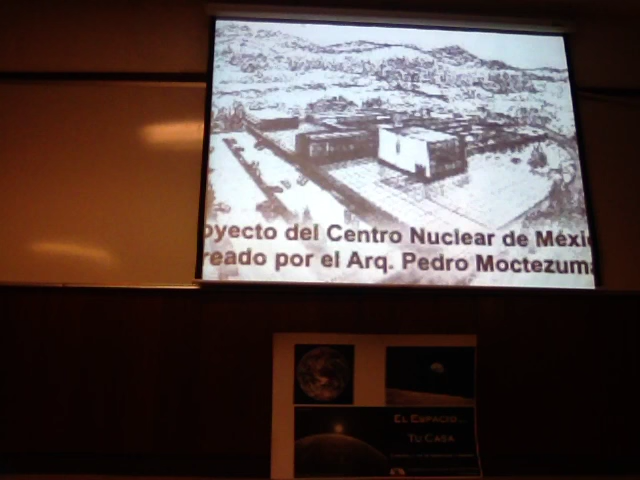 oyecto del Centro Nuclear de Méxi
reado por el Arq. Pedro Moctezuma
EL ESPACIO...
TU CASA